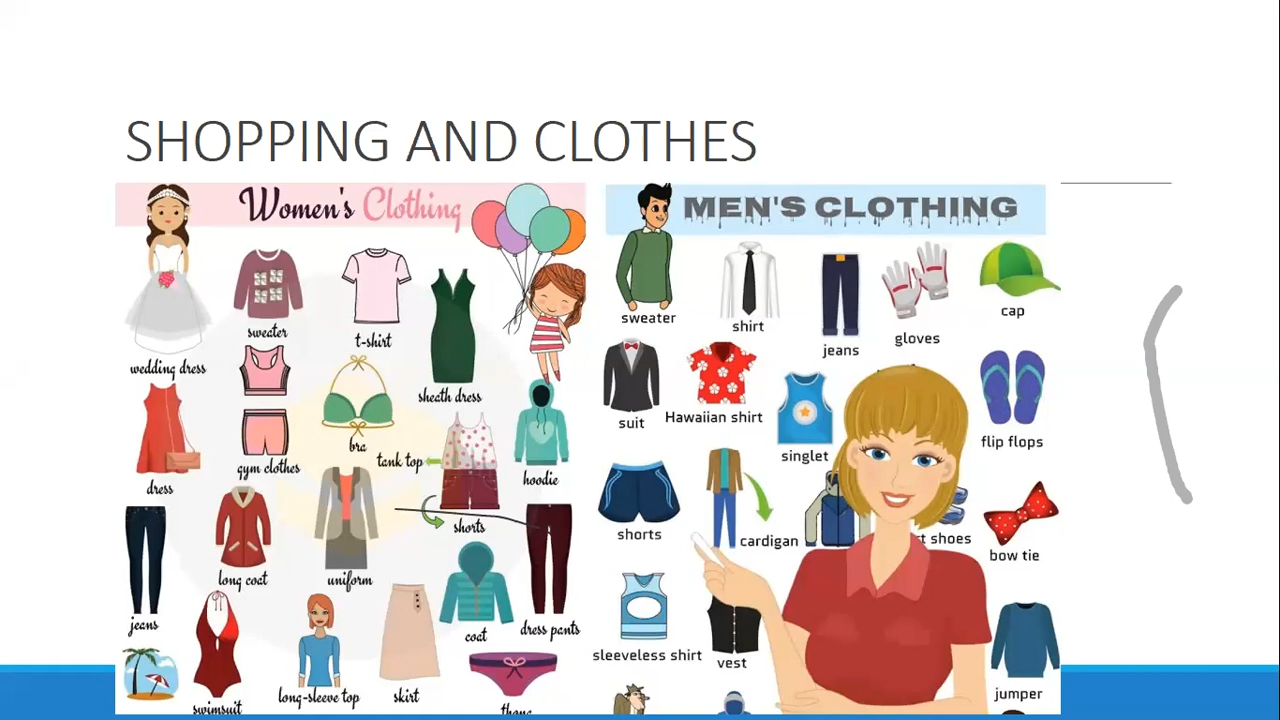 SHOPPING AND CLOTHES
Women's Clothing
wedding dress
sweater
t-shirt
sheath dress
gym clothes
bra
tank top
hoodie
dress
shorts
long coat
uniform
jeans
coat
dress pants
swimsuit
long-sleeve top
skirt
thong
MEN'S CLOTHING
sweater
shirt
jeans
gloves
cap
suit
Hawaiian shirt
singlet
flip flops
shorts
cardigan
shoes
bow tie
sleeveless shirt
vest
jumper